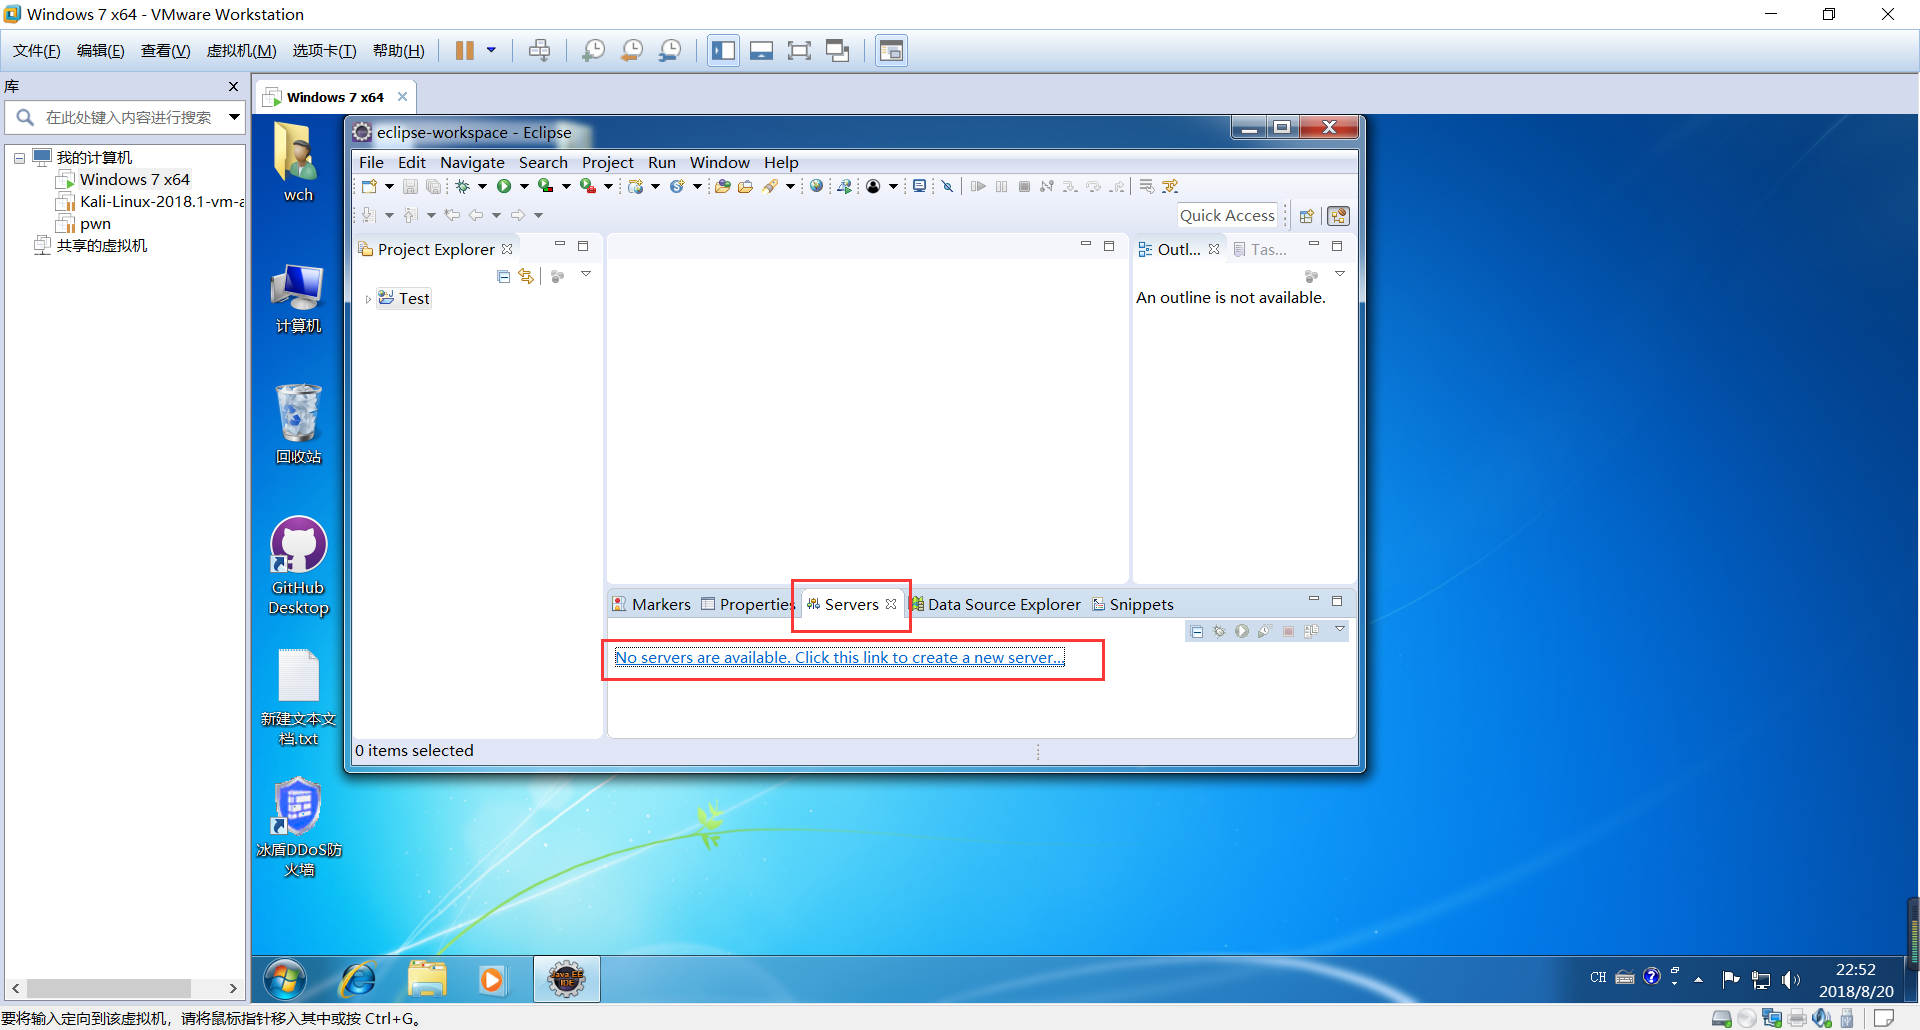 Windows 7 x64 - VMware Workstation
文件(F) 编辑(E) 查看(V) 虚拟机(M) 选项卡(T) 帮助(H)
库
在此处键入内容进行搜索
我的计算机
Windows 7 x64
Kali-Linux-2018.1-vm-a
pwn
共享的虚拟机
Windows 7 x64
wch
计算机
回收站
GitHub
Desktop
新建文本文
档.txt
冰盾DDoS防
火墙
eclipse-workspace - Eclipse
File Edit Navigate Search Project Run Window Help
Quick Access
Project Explorer
Test
Outl...
Tas...
An outline is not available.
Markers Properties Servers Data Source Explorer Snippets
No servers are available. Click this link to create a new server...
0 items selected
Java EE
IDE
CH
22:52
2018/8/20
要将输入定向到该虚拟机，请将鼠标指针移入其中或按 Ctrl+G。